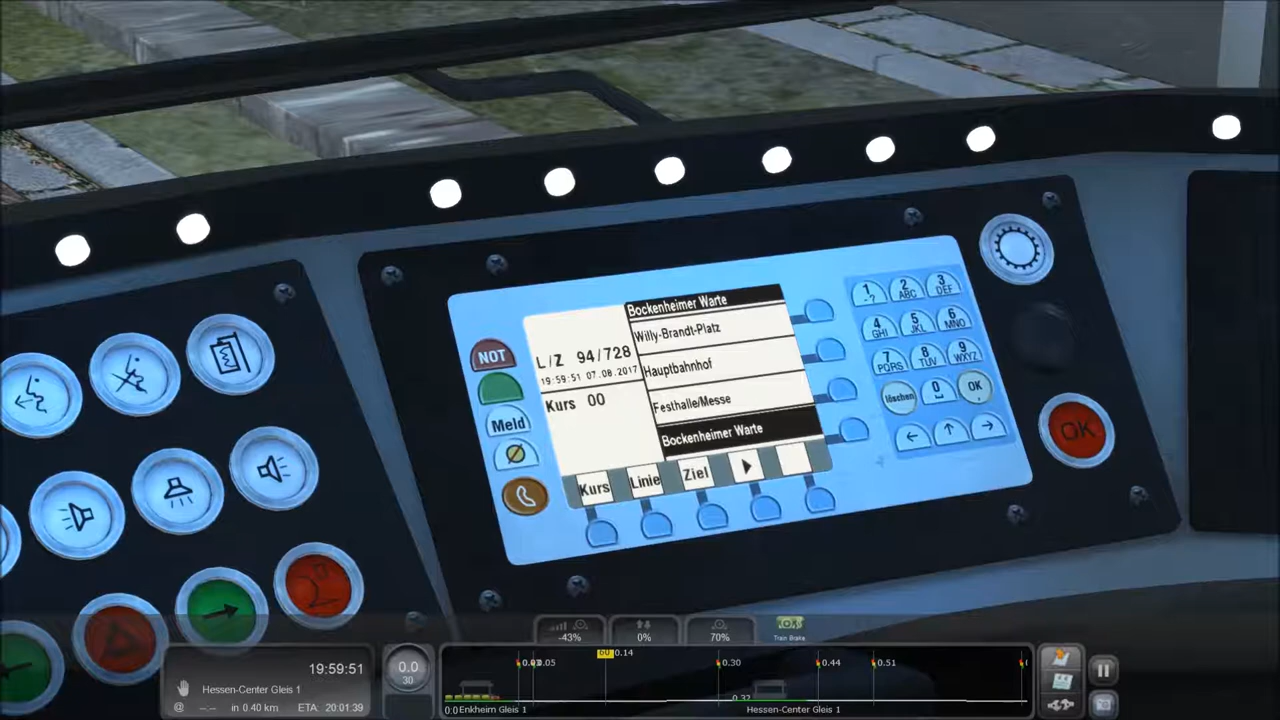 Bockenheimer Warte
Willy-Brandt-Platz
Hauptbahnhof
Festhalle/Messe
Bockenheimer Warte
L/Z 94/728
19:59:51 07.08.2017
Kurs 00
Kurs Linie Ziel
NOT
Meld
1
2 ABC
3 DEF
4 GHI
5 JKL
6 MNO
7 PQRS
8 TUV
9 WXYZ
löschen
0
OK
OK
-43%
0%
70%
Train Brake
19:59:51
Hessen-Center Gleis 1
@ --.-- in 0.40 km ETA: 20:01:39
0.0
30
0.05
60
0.14
0.30
0.44
0.51
0.32
0:0 Enkheim Gleis 1
Hessen-Center Gleis 1